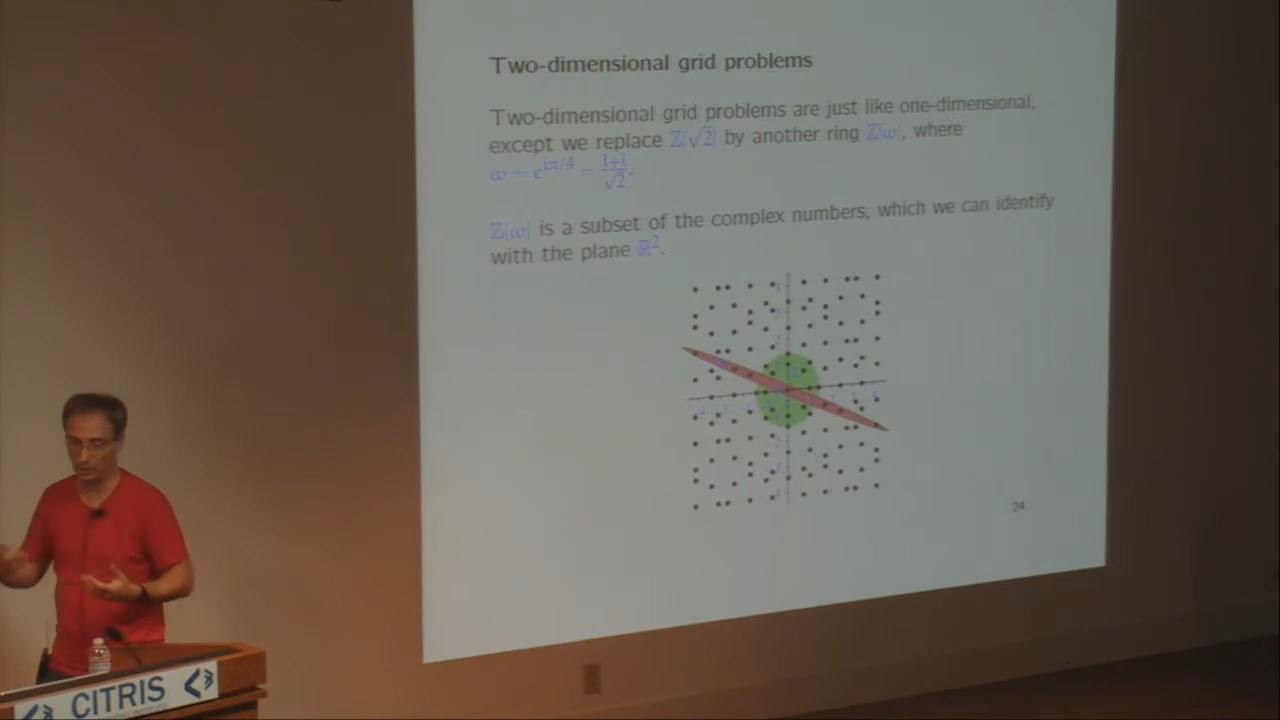 Two-dimensional grid problems
Two-dimensional grid problems are just like one-dimensional,
except we replace ℤ[√2] by another ring ℤ[ω], where
ω = e^{iπ/4} = \frac{1+i}{√2}.
ℤ[ω] is a subset of the complex numbers, which we can identify
with the plane ℝ².
24
CITRIS